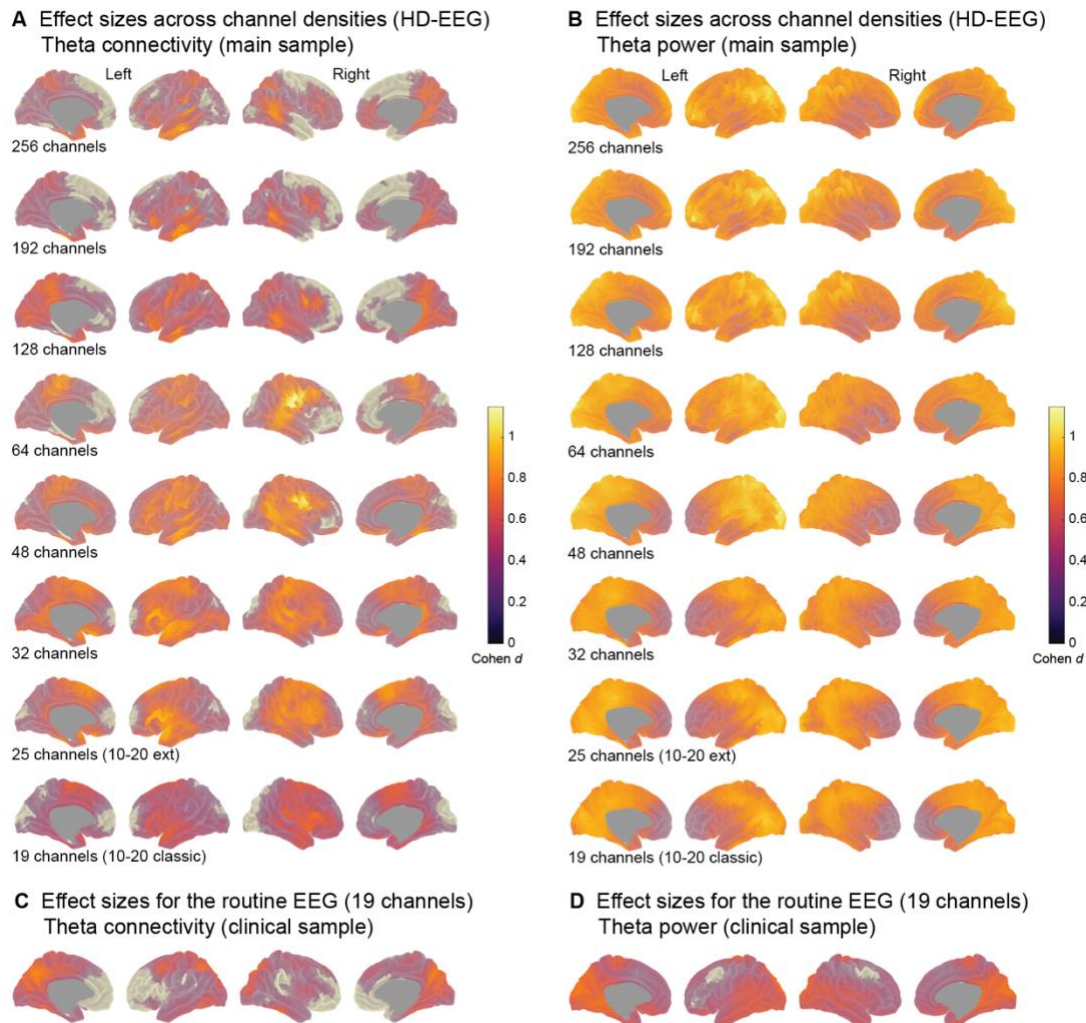 A Effect sizes across channel densities (HD-EEG)
Theta connectivity (main sample)
Left
Right
256 channels
192 channels
128 channels
64 channels
48 channels
32 channels
25 channels (10-20 ext)
19 channels (10-20 classic)
1
0.8
0.6
0.4
0.2
0
Cohen d
B Effect sizes across channel densities (HD-EEG)
Theta power (main sample)
Left
Right
256 channels
192 channels
128 channels
64 channels
48 channels
32 channels
25 channels (10-20 ext)
19 channels (10-20 classic)
1
0.8
0.6
0.4
0.2
0
Cohen d
C Effect sizes for the routine EEG (19 channels)
Theta connectivity (clinical sample)
D Effect sizes for the routine EEG (19 channels)
Theta power (clinical sample)